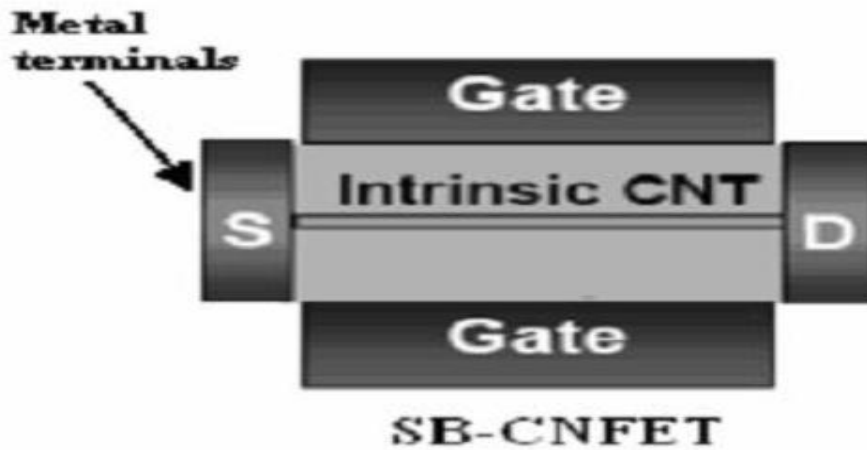 Metal
terminals
Gate
Intrinsic CNT
S
D
Gate
SB-CNFET